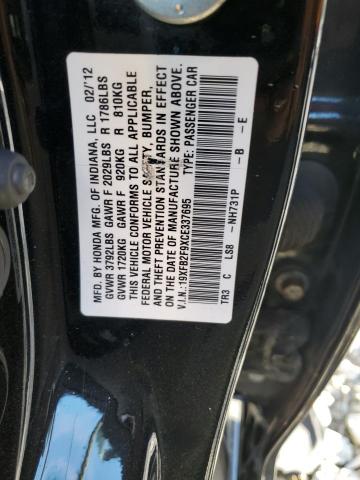 MFD. BY HONDA MFG. OF INDIANA, LLC 02/'12
GVWR 3792LBS GAWR F 2029LBS R 1786LBS
GVWR 1720KG GAWR F 920KG R 810KG
THIS VEHICLE CONFORMS TO ALL APPLICABLE
FEDERAL MOTOR VEHICLE SAFETY, BUMPER,
AND THEFT PREVENTION STANDARDS IN EFFECT
ON THE DATE OF MANUFACTURE SHOWN ABOVE.
V.I.N.:19XFB2F9XCE337695 TYPE: PASSENGER CAR
TR3 C LS8 -NH731P -B -E